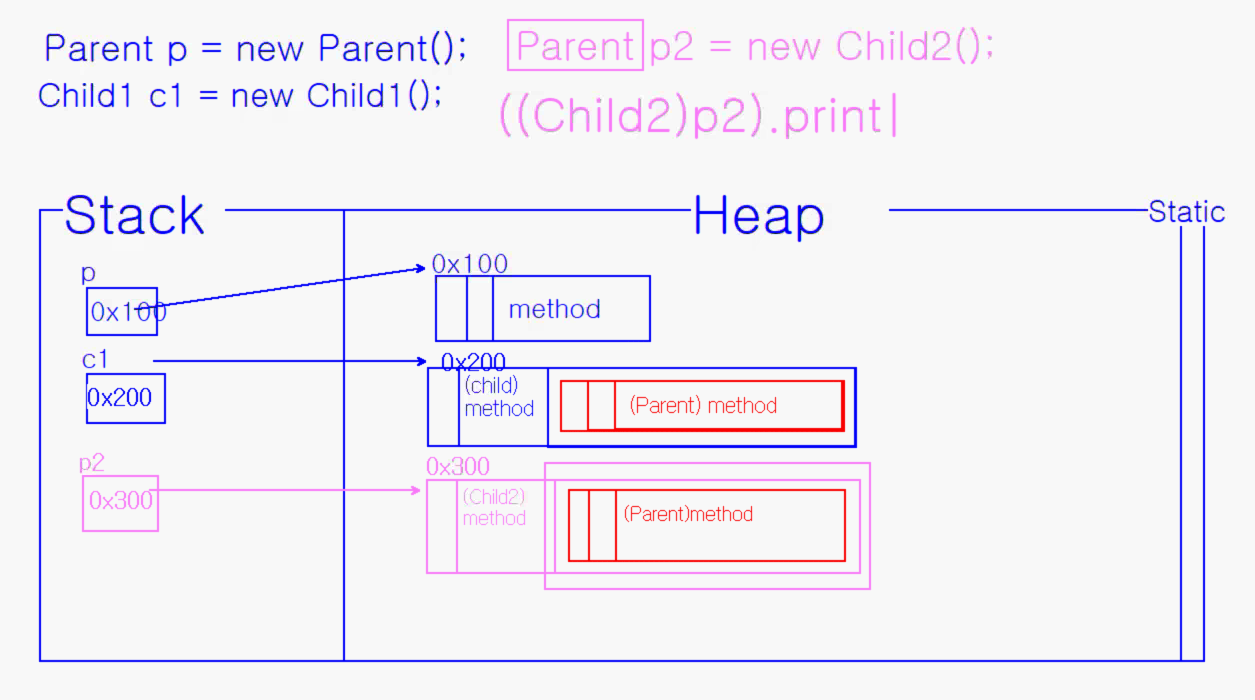 Parent p = new Parent();
Child1 c1 = new Child1();
Parent p2 = new Child2();
((Child2)p2).print|
Stack
Heap
Static
p
0x100
0x100
method
c1
0x200
0x200
(child)
method
(Parent) method
p2
0x300
0x300
(Child2)
method
(Parent)method